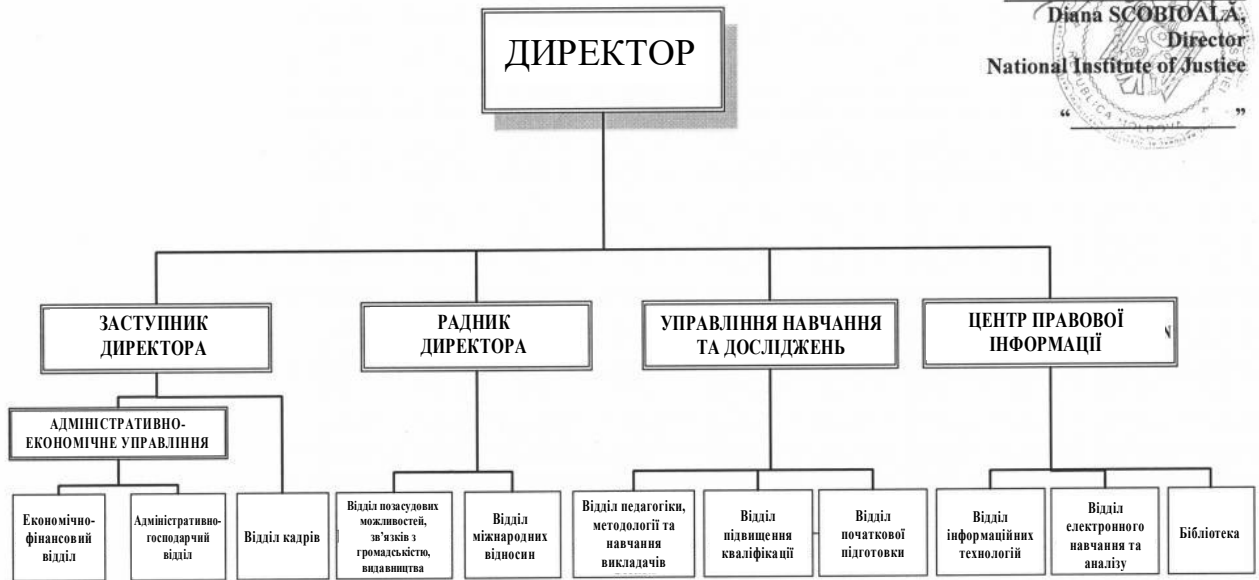 Diana SCOBIOALĂ,
Director
National Institute of Justice
“ ”
ДИРЕКТОР
ЗАСТУПНИК
ДИРЕКТОРА
РАДНИК
ДИРЕКТОРА
УПРАВЛІННЯ НАВЧАННЯ
ТА ДОСЛІДЖЕНЬ
ЦЕНТР ПРАВОВОЇ
ІНФОРМАЦІЇ
АДМІНІСТРАТИВНО-
ЕКОНОМІЧНЕ УПРАВЛІННЯ
Економічно-
фінансовий
відділ
Адміністративно-
господарчий
відділ
Відділ кадрів
Відділ позасудових
можливостей,
зв’язків з
громадськістю,
видавництва
Відділ
міжнародних
відносин
Відділ педагогіки,
методології та
навчання
викладачів
Відділ
підвищення
кваліфікації
Відділ
початкової
підготовки
Відділ
інформаційних
технологій
Відділ
електронного
навчання та
аналізу
Бібліотека